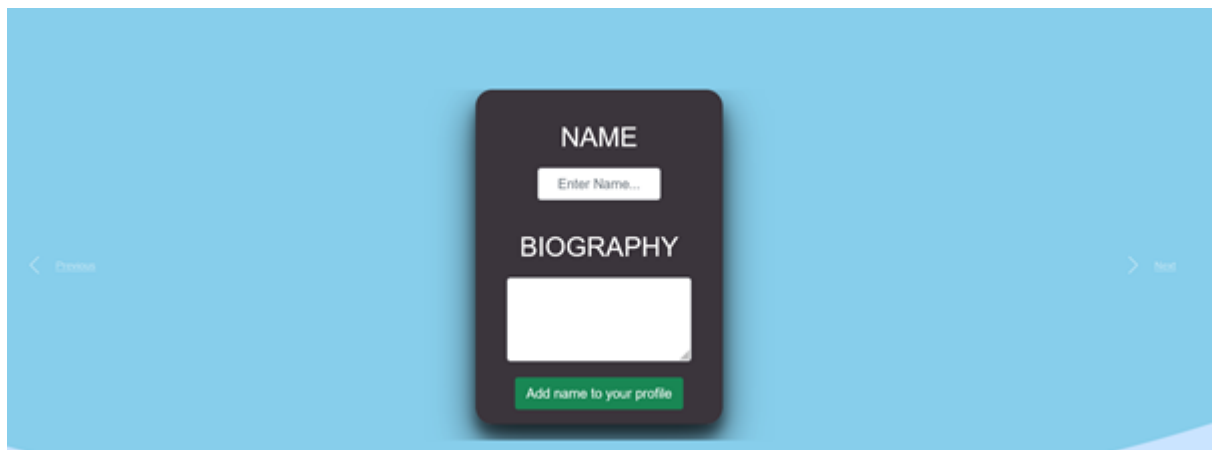 NAME
Enter Name...
BIOGRAPHY
Previous
Next
Add name to your profile